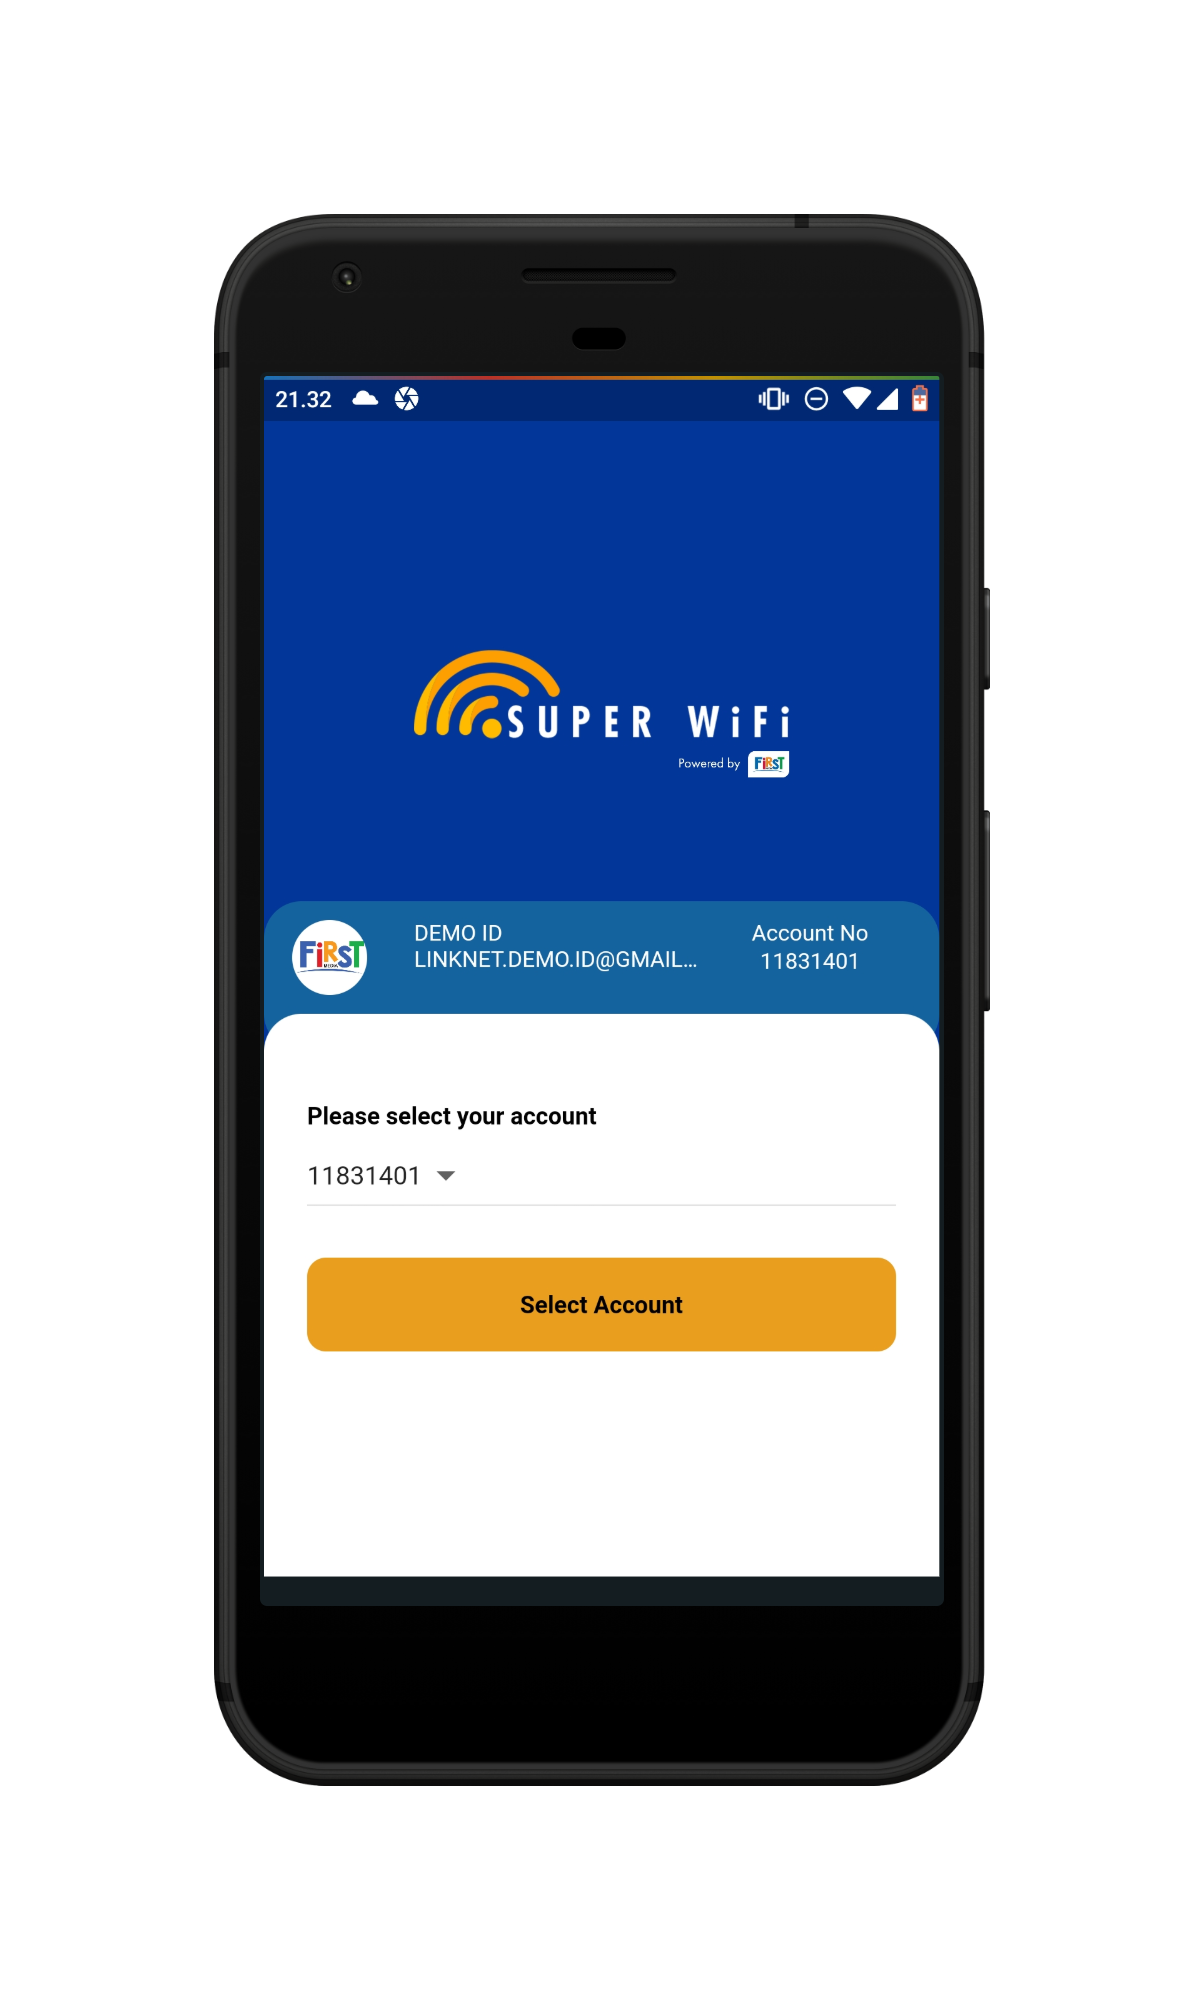 21.32
SUPER WiFi
Powered by FiRST
FiRST
MEDIA
DEMO ID
LINKNET.DEMO.ID@GMAIL...
Account No
11831401
Please select your account
11831401
Select Account